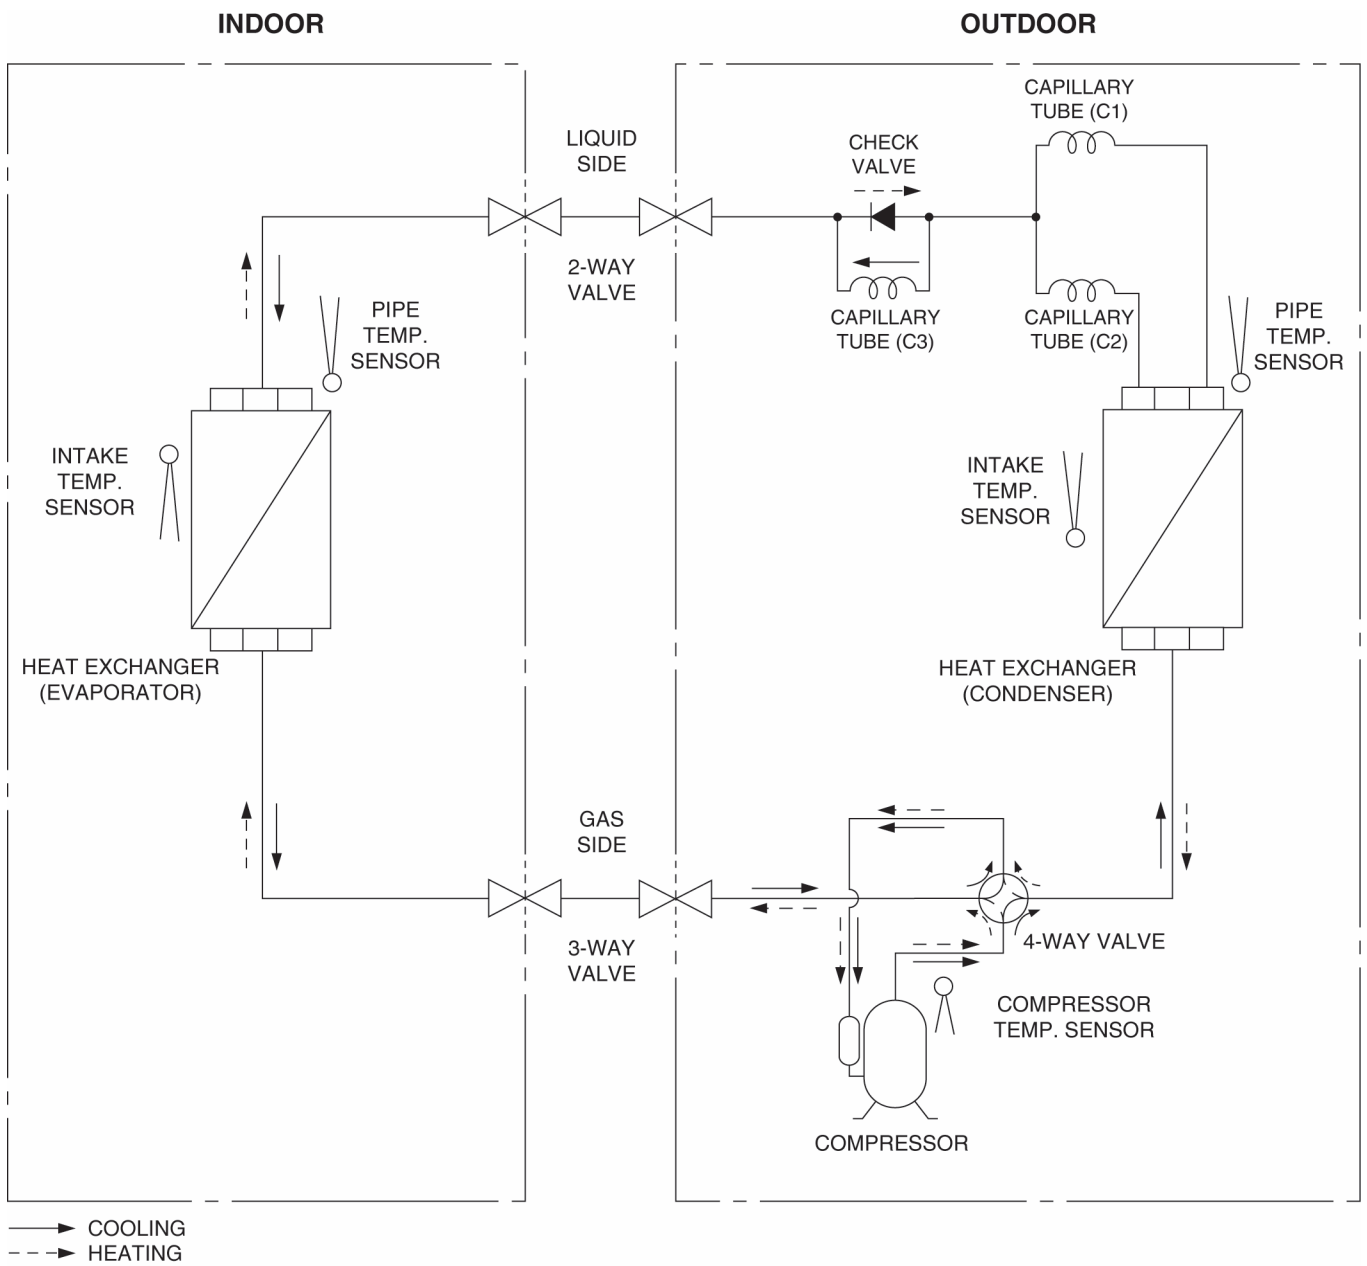 INDOOR
OUTDOOR
CAPILLARY
TUBE (C1)
LIQUID
SIDE
CHECK
VALVE
2-WAY
VALVE
PIPE
TEMP.
SENSOR
CAPILLARY
TUBE (C3)
CAPILLARY
TUBE (C2)
PIPE
TEMP.
SENSOR
INTAKE
TEMP.
SENSOR
INTAKE
TEMP.
SENSOR
HEAT EXCHANGER
(EVAPORATOR)
HEAT EXCHANGER
(CONDENSER)
GAS
SIDE
3-WAY
VALVE
4-WAY VALVE
COMPRESSOR
TEMP. SENSOR
COMPRESSOR
COOLING
HEATING